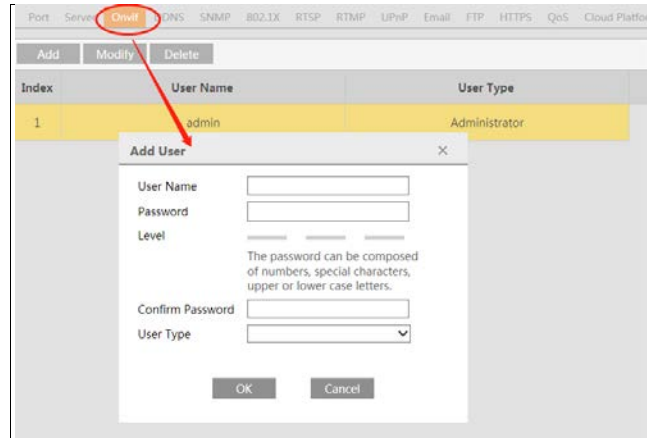 Port Server Onvif DDNS SNMP 802.1X RTSP RTMP UPnP Email FTP HTTPS QoS Cloud Platfo
Add Modify Delete
Index User Name User Type
1 admin Administrator
Add User ×
User Name
Password
Level
The password can be composed
of numbers, special characters,
upper or lower case letters.
Confirm Password
User Type
OK Cancel